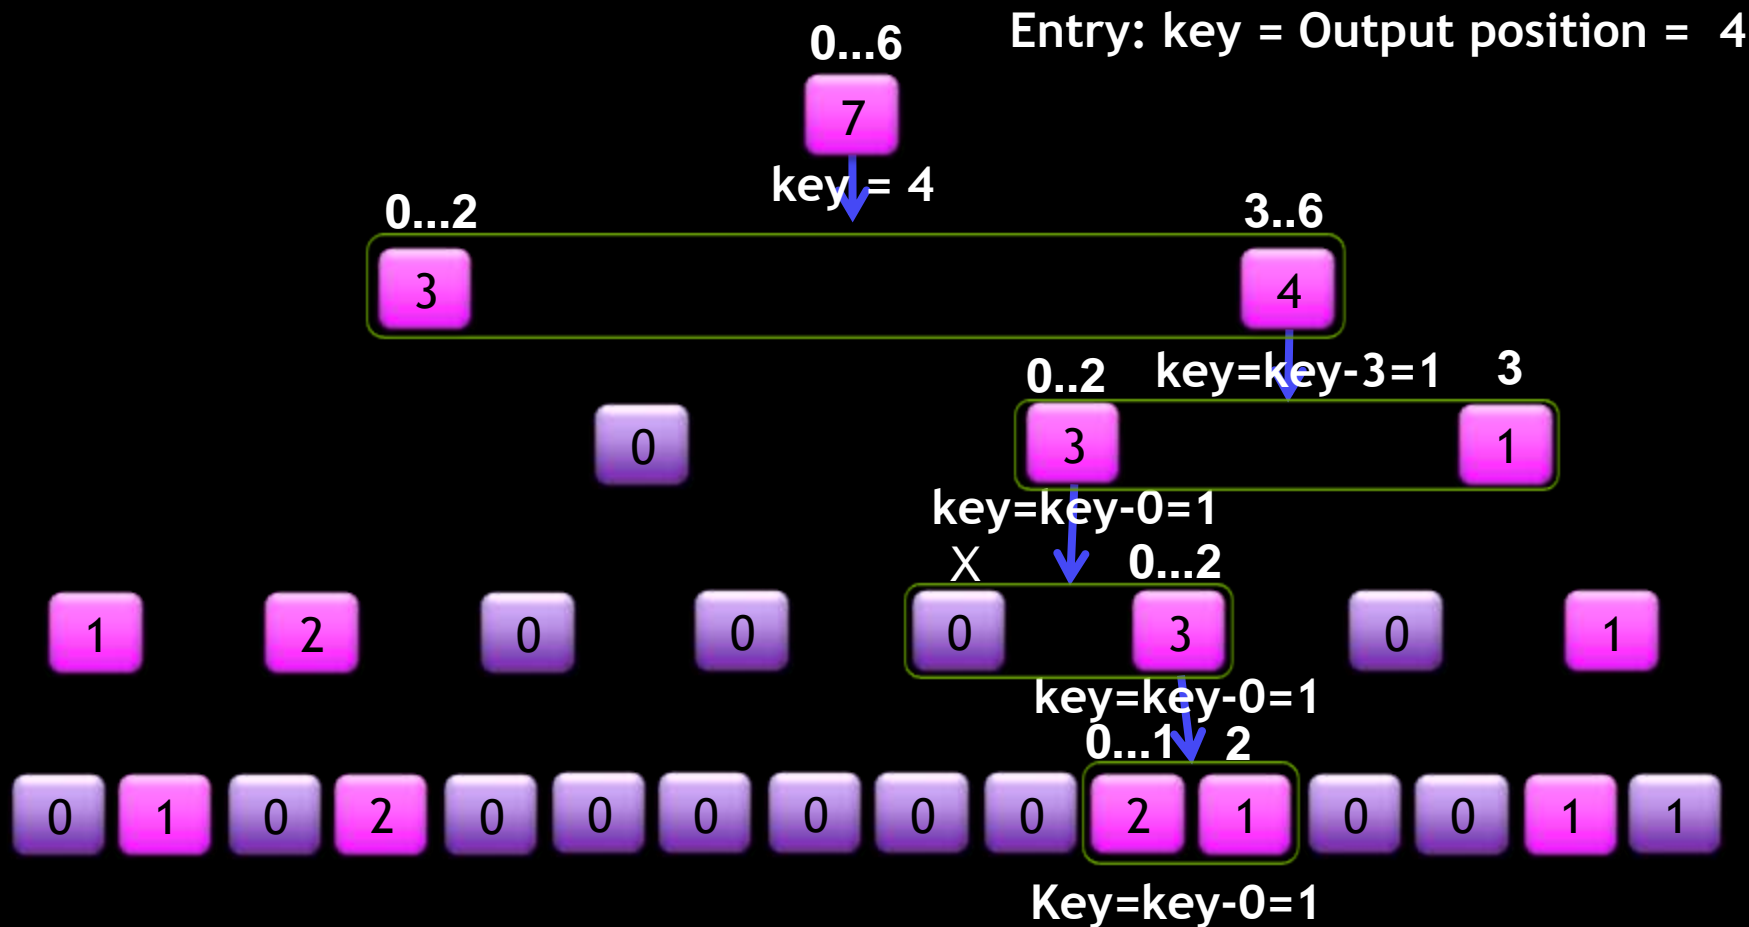 Entry: key = Output position = 4
0...6
7
key = 4
0...2 3..6
3 4
0..2 key=key-3=1 3
0 3 1
key=key-0=1
X 0...2
1 2 0 0 0 3 0 1
key=key-0=1
0...1 2
0 1 0 2 0 0 0 0 0 0 2 1 0 0 1 1
Key=key-0=1